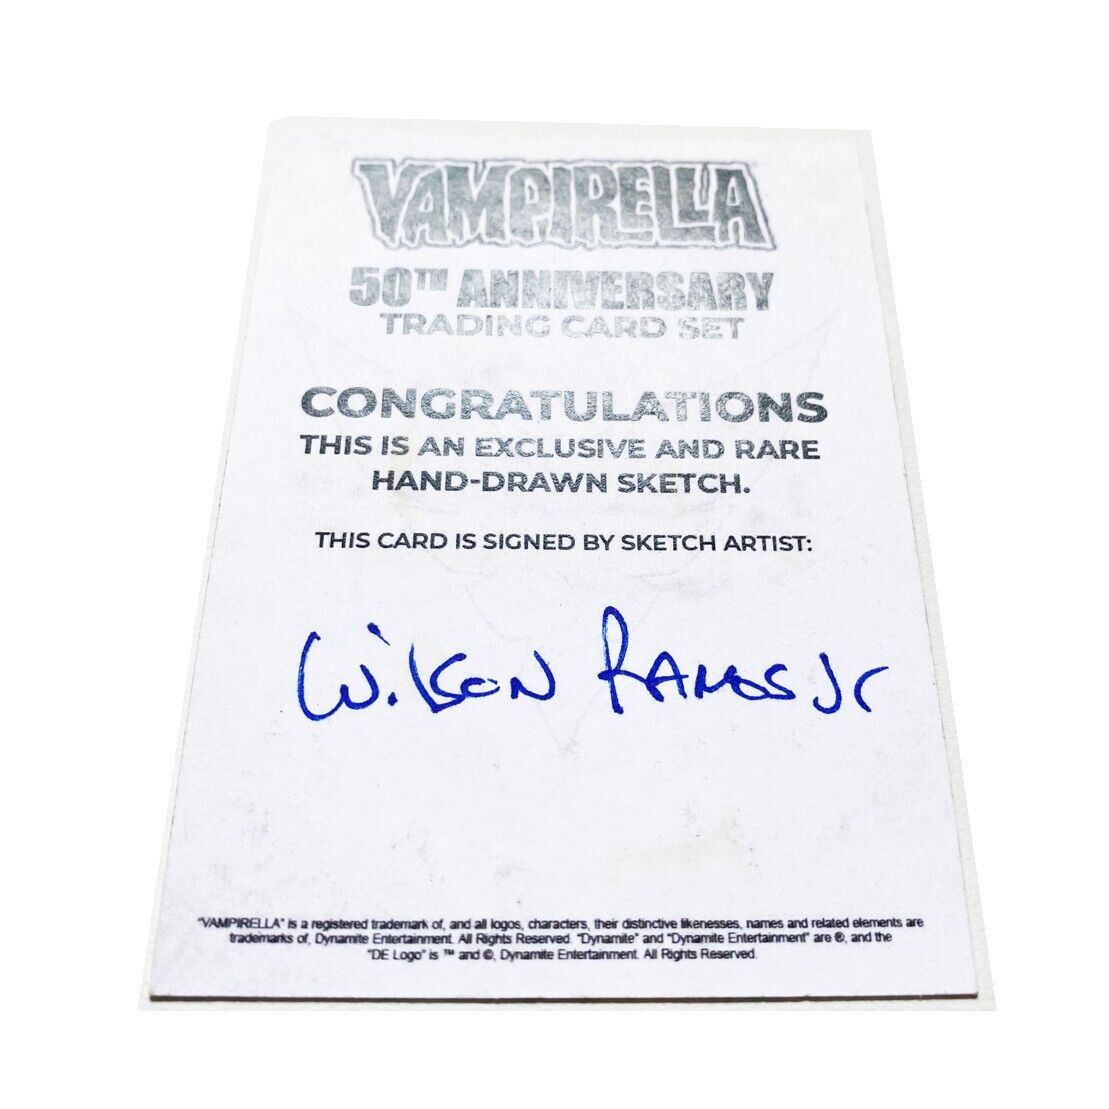 VAMPIRELLA
50TH ANNIVERSARY
TRADING CARD SET
CONGRATULATIONS
THIS IS AN EXCLUSIVE AND RARE
HAND-DRAWN SKETCH.
THIS CARD IS SIGNED BY SKETCH ARTIST:
Wilson Ramos Jr
"VAMPIRELLA" is a registered trademark of, and all logos, characters, their distinctive likenesses, names and related elements are
trademarks of, Dynamite Entertainment. All Rights Reserved. "Dynamite" and "Dynamite Entertainment" are ®, and the
"DE Logo" is ™ and ©, Dynamite Entertainment. All Rights Reserved.